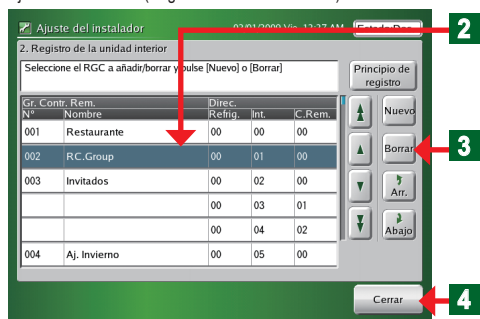 Ajuste del instalador
2. Registro de la unidad interior
Seleccione el RGC a añadir/borrar y pulse [Nuevo] o [Borrar]
Principio de registro
Gr. Contr. Rem. Direc.
Nº Nombre Refrig. Int. C.Rem.
001 Restaurante 00 00 00
002 RC.Group 00 01 00
003 Invitados 00 02 00
00 03 01
00 04 02
004 Aj. Invierno 00 05 00
Nuevo
Borrar
Arr.
Abajo
Cerrar
2
3
4